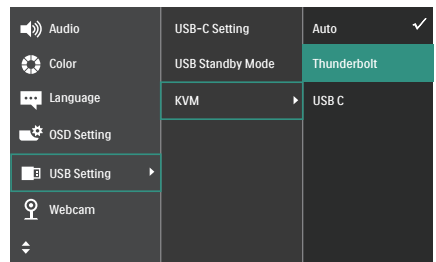 Audio
Color
Language
OSD Setting
USB Setting
Webcam
USB-C Setting
USB Standby Mode
KVM
Auto
Thunderbolt
USB C